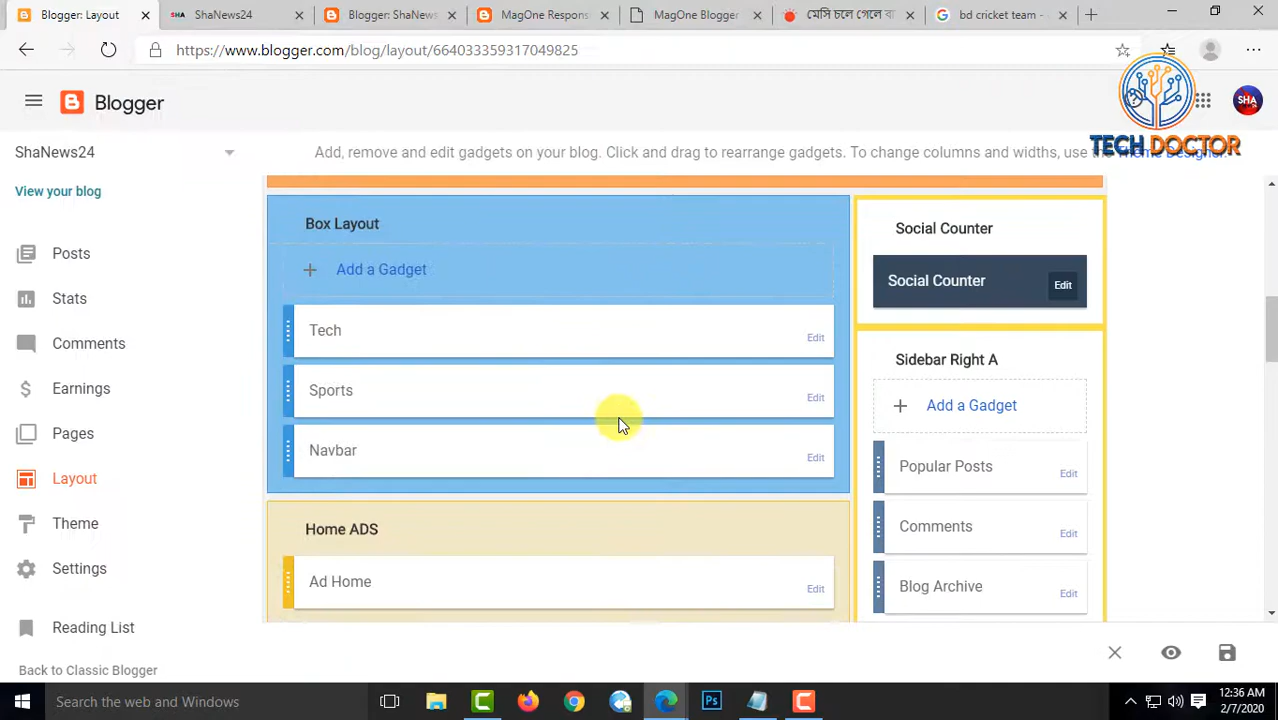 Blogger: Layout
ShaNews24
Blogger: ShaNews
MagOne Respons
MagOne Blogger
মেসি চলে গেলে বা
bd cricket team -
https://www.blogger.com/blog/layout/664033359317049825
Blogger
SHA
TECH DOCTOR
ShaNews24
Add, remove and edit gadgets on your blog. Click and drag to rearrange gadgets. To change columns and widths, use the Theme Designer.
View your blog
Posts
Stats
Comments
Earnings
Pages
Layout
Theme
Settings
Reading List
Back to Classic Blogger
Box Layout
Add a Gadget
Tech
Edit
Sports
Edit
Navbar
Edit
Home ADS
Ad Home
Edit
Social Counter
Social Counter
Edit
Sidebar Right A
Add a Gadget
Popular Posts
Edit
Comments
Edit
Blog Archive
Edit
Search the web and Windows
12:36 AM
2/7/2020